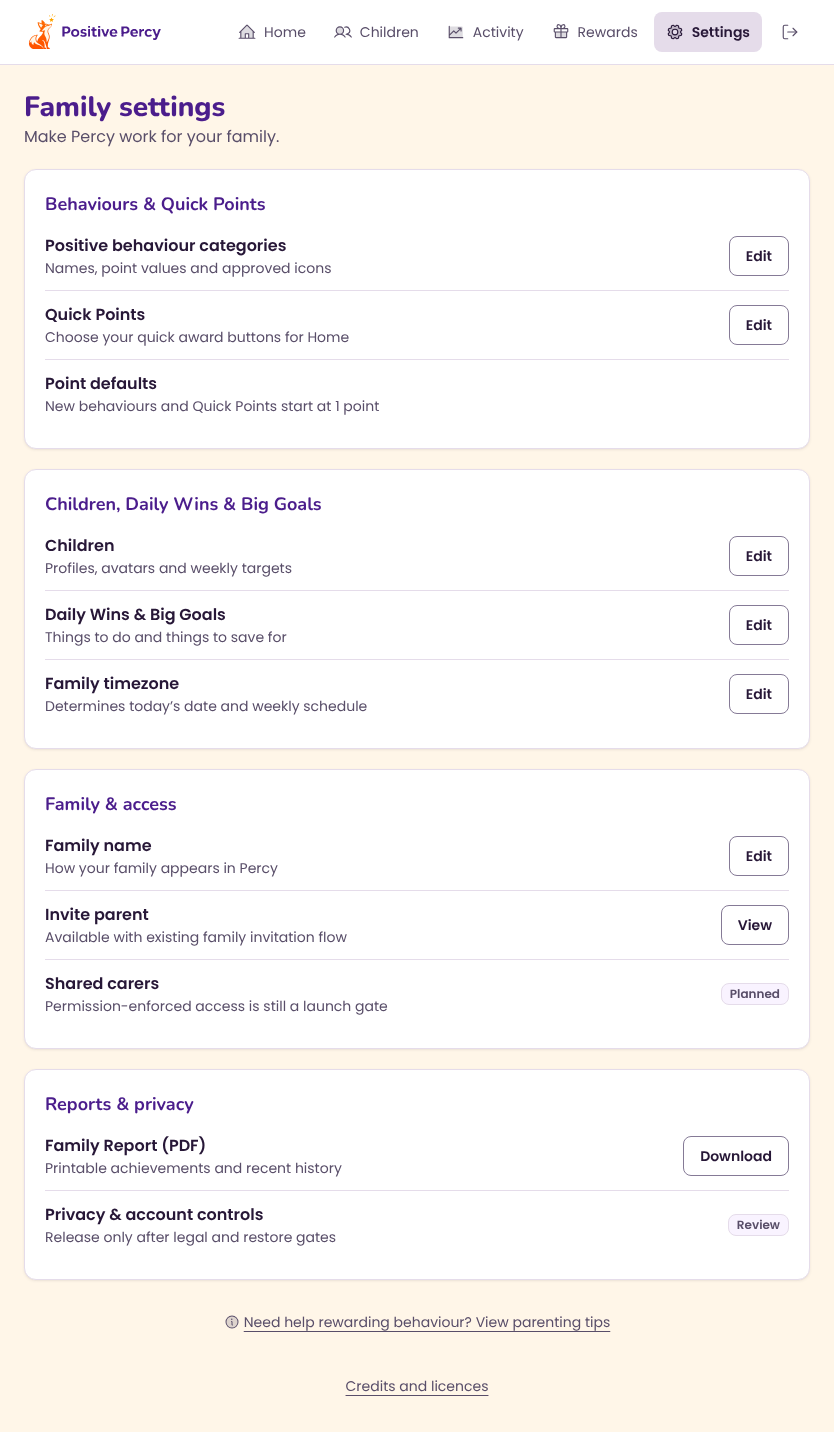 Positive Percy
Home
Children
Activity
Rewards
Settings
Family settings
Make Percy work for your family.
Behaviours & Quick Points
Positive behaviour categories
Names, point values and approved icons
Edit
Quick Points
Choose your quick award buttons for Home
Edit
Point defaults
New behaviours and Quick Points start at 1 point
Children, Daily Wins & Big Goals
Children
Profiles, avatars and weekly targets
Edit
Daily Wins & Big Goals
Things to do and things to save for
Edit
Family timezone
Determines today’s date and weekly schedule
Edit
Family & access
Family name
How your family appears in Percy
Edit
Invite parent
Available with existing family invitation flow
View
Shared carers
Permission-enforced access is still a launch gate
Planned
Reports & privacy
Family Report (PDF)
Printable achievements and recent history
Download
Privacy & account controls
Release only after legal and restore gates
Review
Need help rewarding behaviour? View parenting tips
Credits and licences